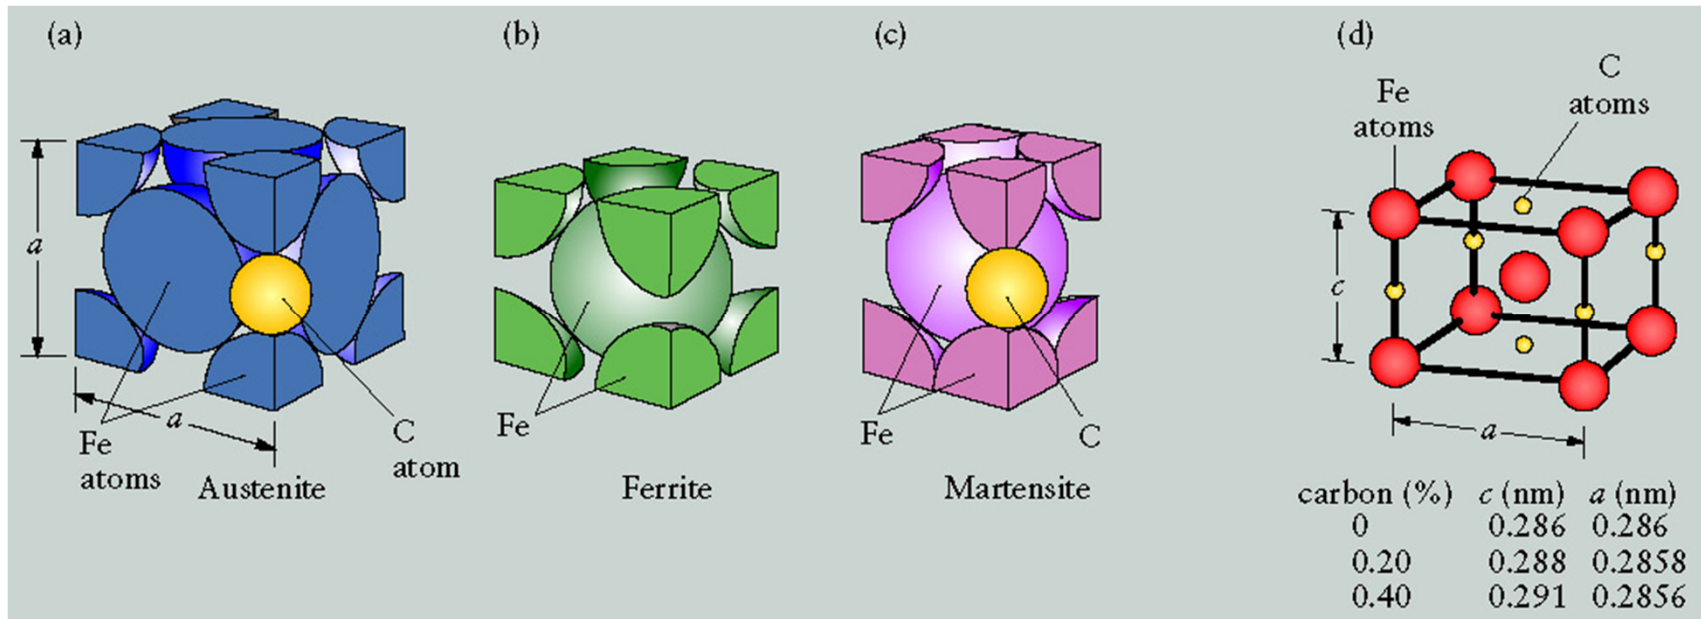 (a)
a
a
Fe
atoms
C
atom
Austenite
(b)
Fe
Ferrite
(c)
Fe
C
Martensite
(d)
Fe
atoms
C
atoms
c
a
carbon (%) c (nm) a (nm)
0 0.286 0.286
0.20 0.288 0.2858
0.40 0.291 0.2856